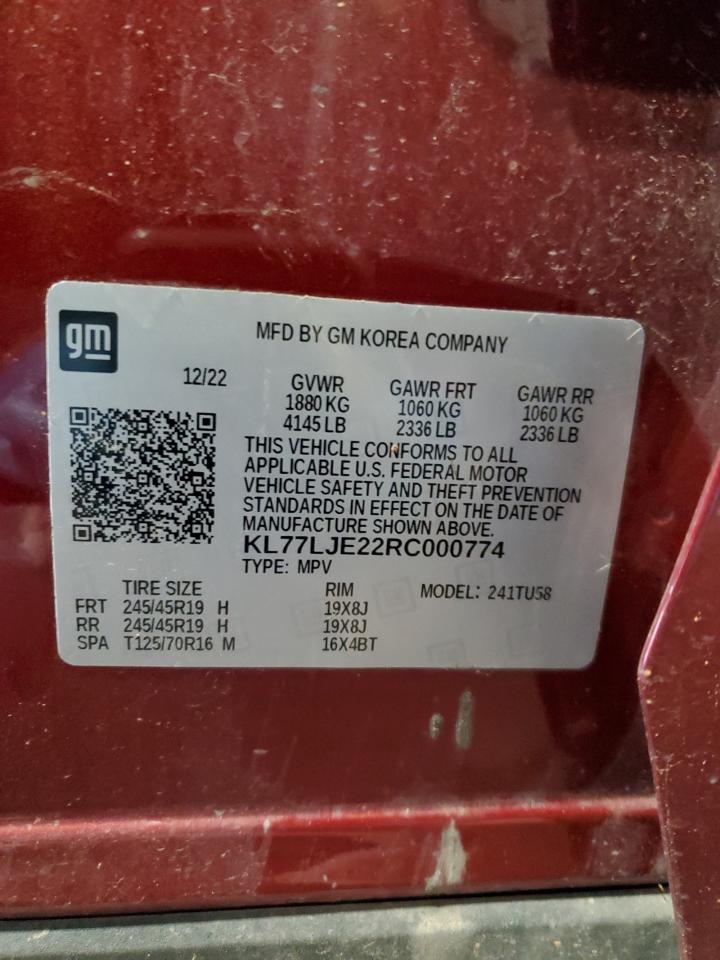 gm
MFD BY GM KOREA COMPANY
12/22 GVWR GAWR FRT GAWR RR
1880 KG 1060 KG 1060 KG
4145 LB 2336 LB 2336 LB
THIS VEHICLE CONFORMS TO ALL
APPLICABLE U.S. FEDERAL MOTOR
VEHICLE SAFETY AND THEFT PREVENTION
STANDARDS IN EFFECT ON THE DATE OF
MANUFACTURE SHOWN ABOVE.
KL77LJE22RC000774
TYPE: MPV
TIRE SIZE RIM MODEL: 241TU58
FRT 245/45R19 H 19X8J
RR 245/45R19 H 19X8J
SPA T125/70R16 M 16X4BT